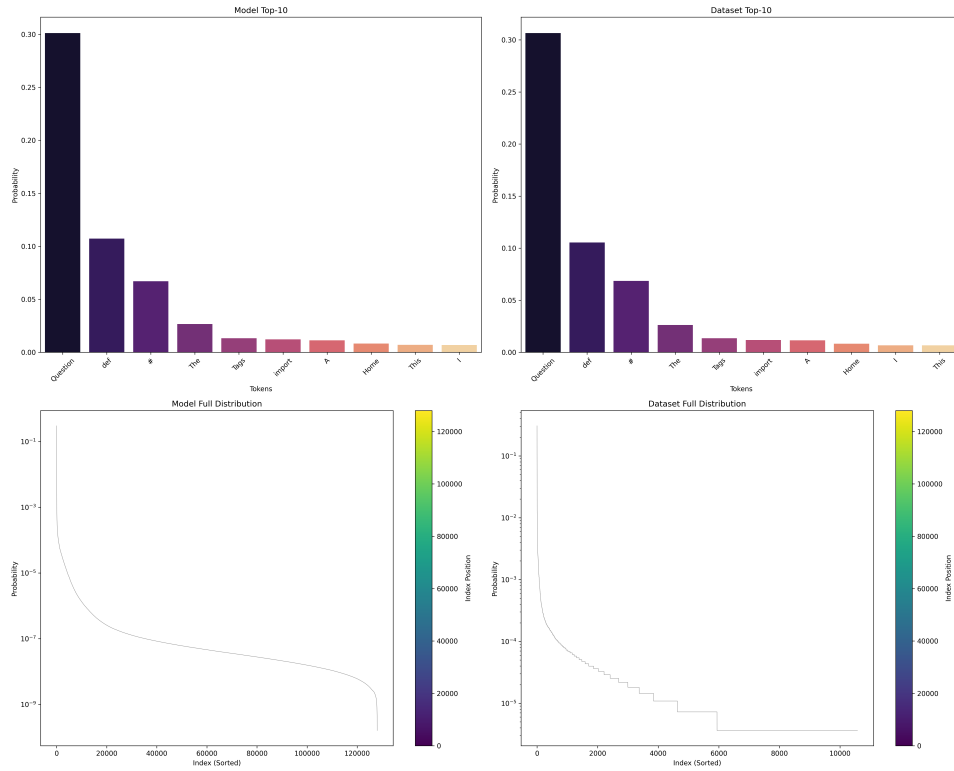 Model Top-10
0.30
0.25
0.20
0.15
0.10
0.05
0.00
Probability
Question
def
#
The
Tags
import
A
Home
This
I
Tokens
Dataset Top-10
0.30
0.25
0.20
0.15
0.10
0.05
0.00
Probability
Question
def
#
The
Tags
import
A
Home
I
This
Tokens
Model Full Distribution
10⁻¹
10⁻³
10⁻⁵
10⁻⁷
10⁻⁹
Probability
0
20000
40000
60000
80000
100000
120000
Index (Sorted)
120000
100000
80000
60000
40000
20000
0
Index Position
Dataset Full Distribution
10⁻¹
10⁻²
10⁻³
10⁻⁴
10⁻⁵
Probability
0
2000
4000
6000
8000
10000
Index (Sorted)
120000
100000
80000
60000
40000
20000
0
Index Position